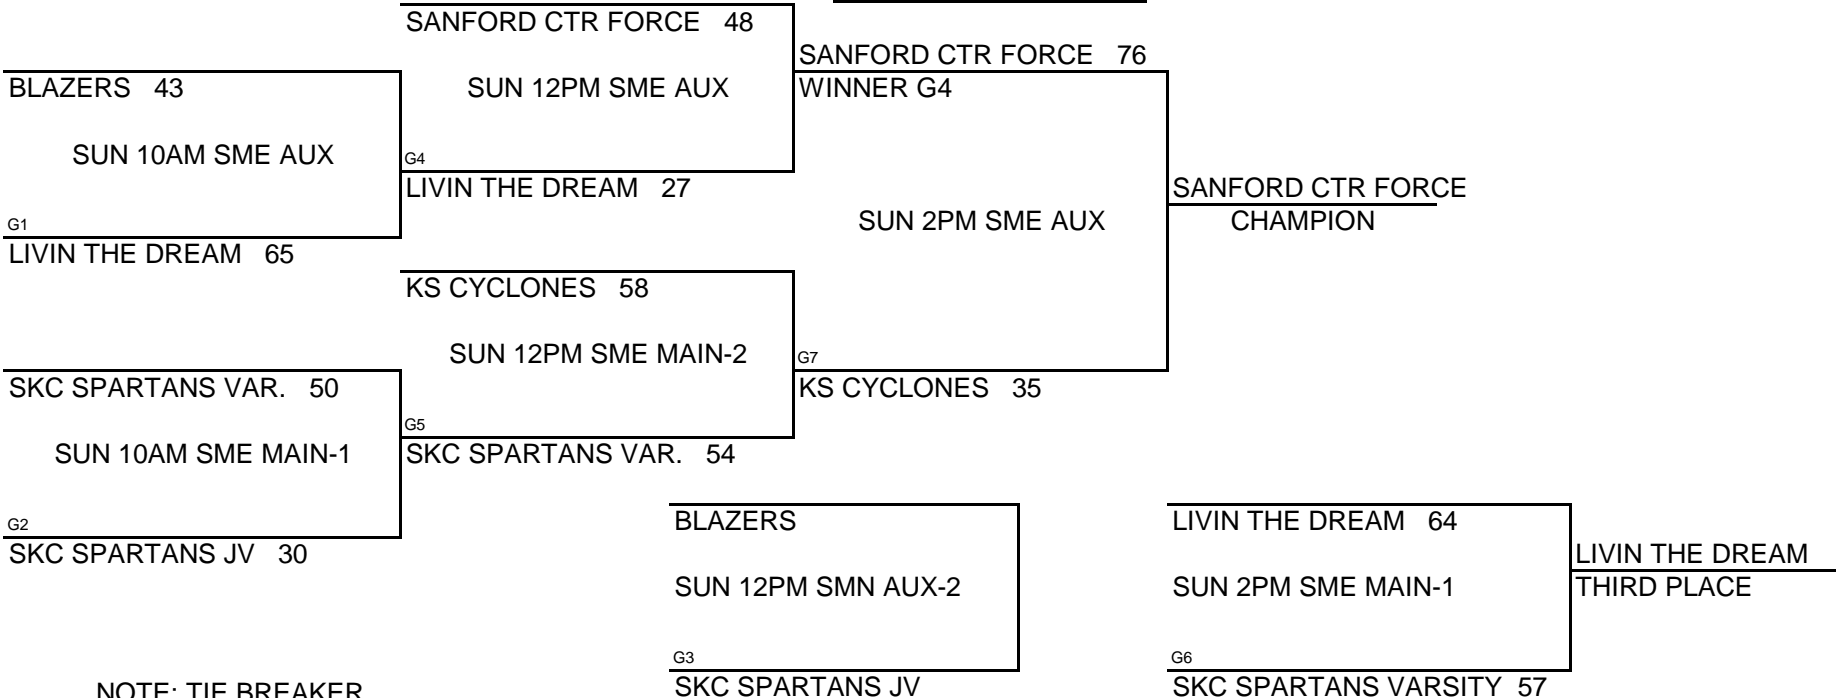 SANFORD CTR FORCE 48
SANFORD CTR FORCE 76
BLAZERS 43
SUN 12PM SME AUX
WINNER G4
SUN 10AM SME AUX
G4
LIVIN THE DREAM 27
SANFORD CTR FORCE
G1
SUN 2PM SME AUX
CHAMPION
LIVIN THE DREAM 65
KS CYCLONES 58
SUN 12PM SME MAIN-2
G7
SKC SPARTANS VAR. 50
KS CYCLONES 35
G5
SUN 10AM SME MAIN-1
SKC SPARTANS VAR. 54
G2
BLAZERS
LIVIN THE DREAM 64
SKC SPARTANS JV 30
LIVIN THE DREAM
SUN 12PM SMN AUX-2
SUN 2PM SME MAIN-1
THIRD PLACE
G3
G6
NOTE: TIE BREAKER
SKC SPARTANS JV
SKC SPARTANS VARSITY 57